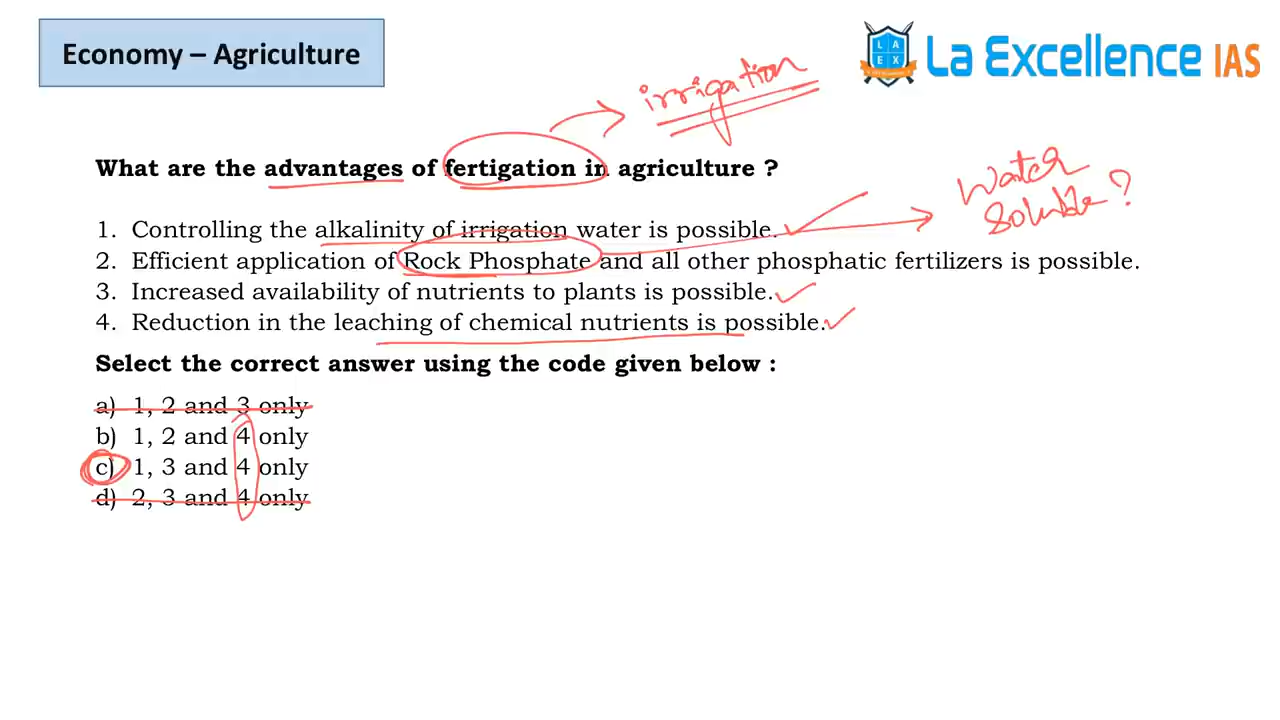 Economy – Agriculture
LA
EX
La Excellence IAS
irrigation
What are the advantages of fertigation in agriculture ?
Water
Soluble ?
1. Controlling the alkalinity of irrigation water is possible.
2. Efficient application of Rock Phosphate and all other phosphatic fertilizers is possible.
3. Increased availability of nutrients to plants is possible.
4. Reduction in the leaching of chemical nutrients is possible.
Select the correct answer using the code given below :
a) 1, 2 and 3 only
b) 1, 2 and 4 only
c) 1, 3 and 4 only
d) 2, 3 and 4 only